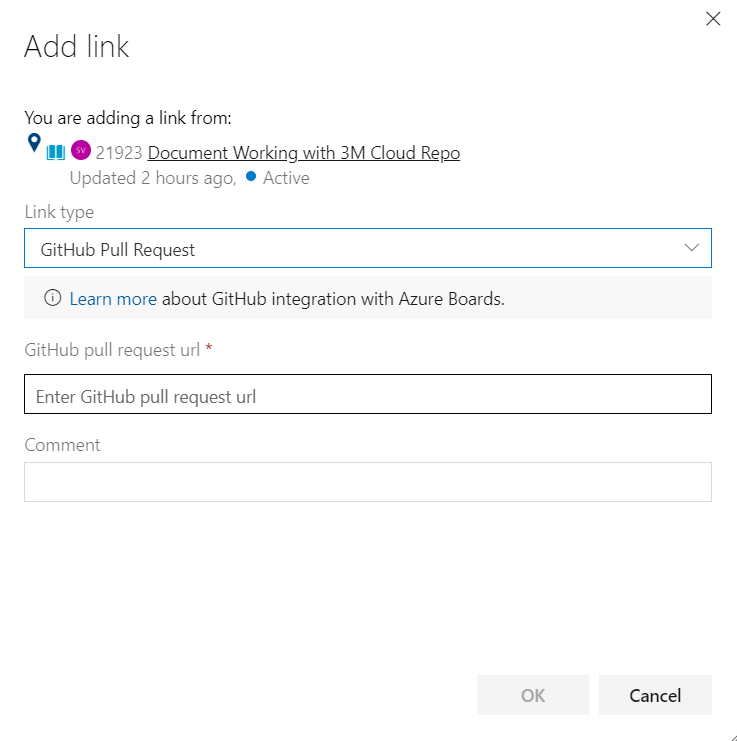 Add link
You are adding a link from:
SV 21923 Document Working with 3M Cloud Repo
Updated 2 hours ago, Active
Link type
GitHub Pull Request
Learn more about GitHub integration with Azure Boards.
GitHub pull request url *
Enter GitHub pull request url
Comment
OK Cancel